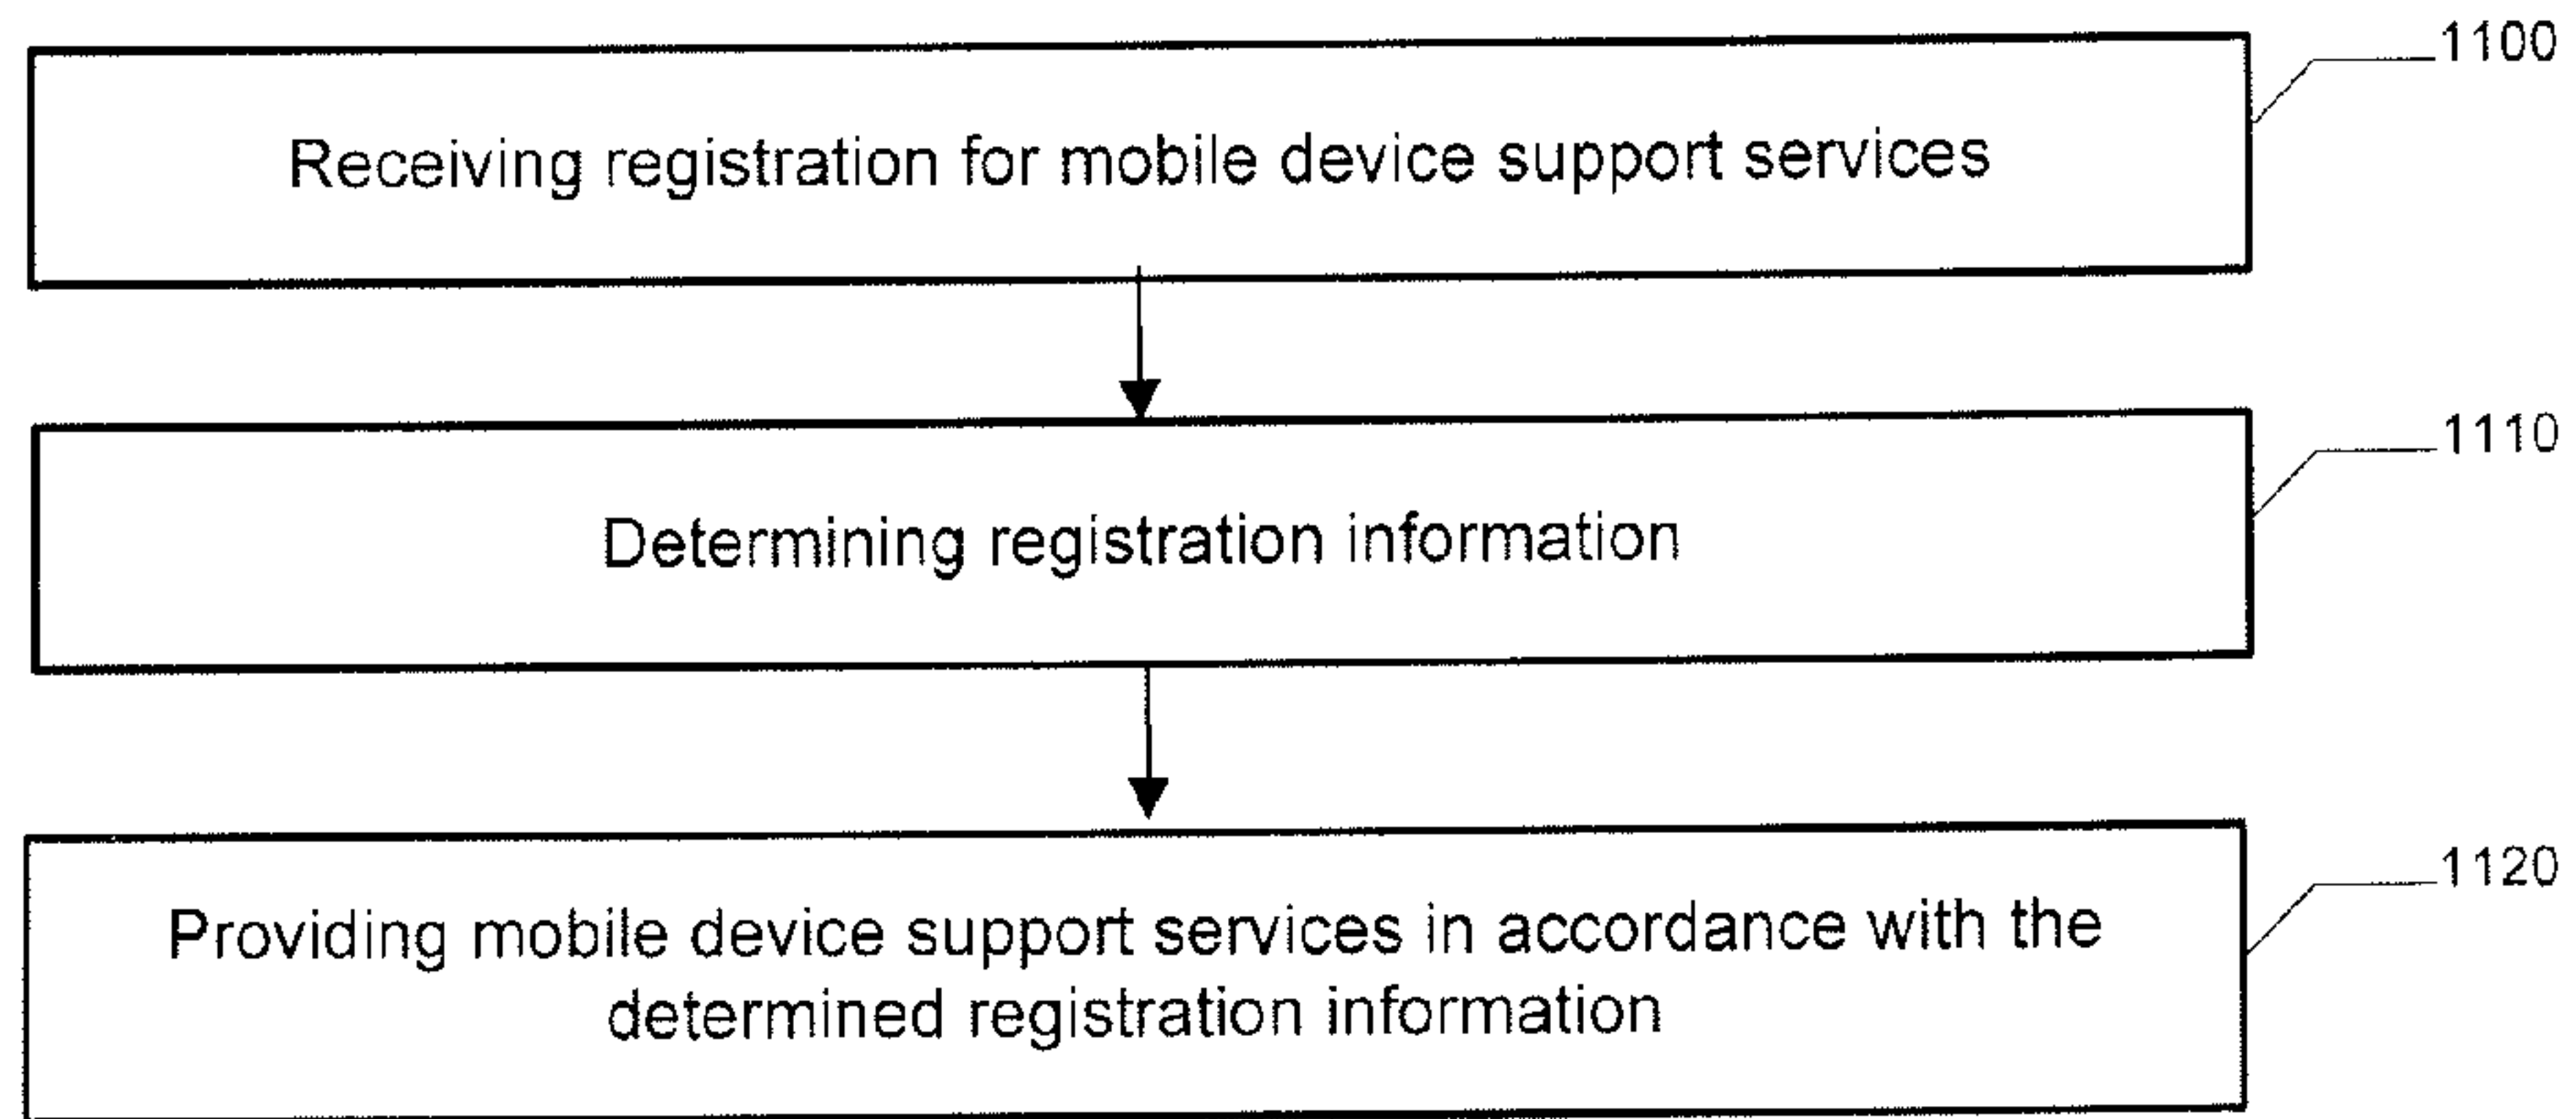 1100
Receiving registration for mobile device support services
1110
Determining registration information
1120
Providing mobile device support services in accordance with the
determined registration information